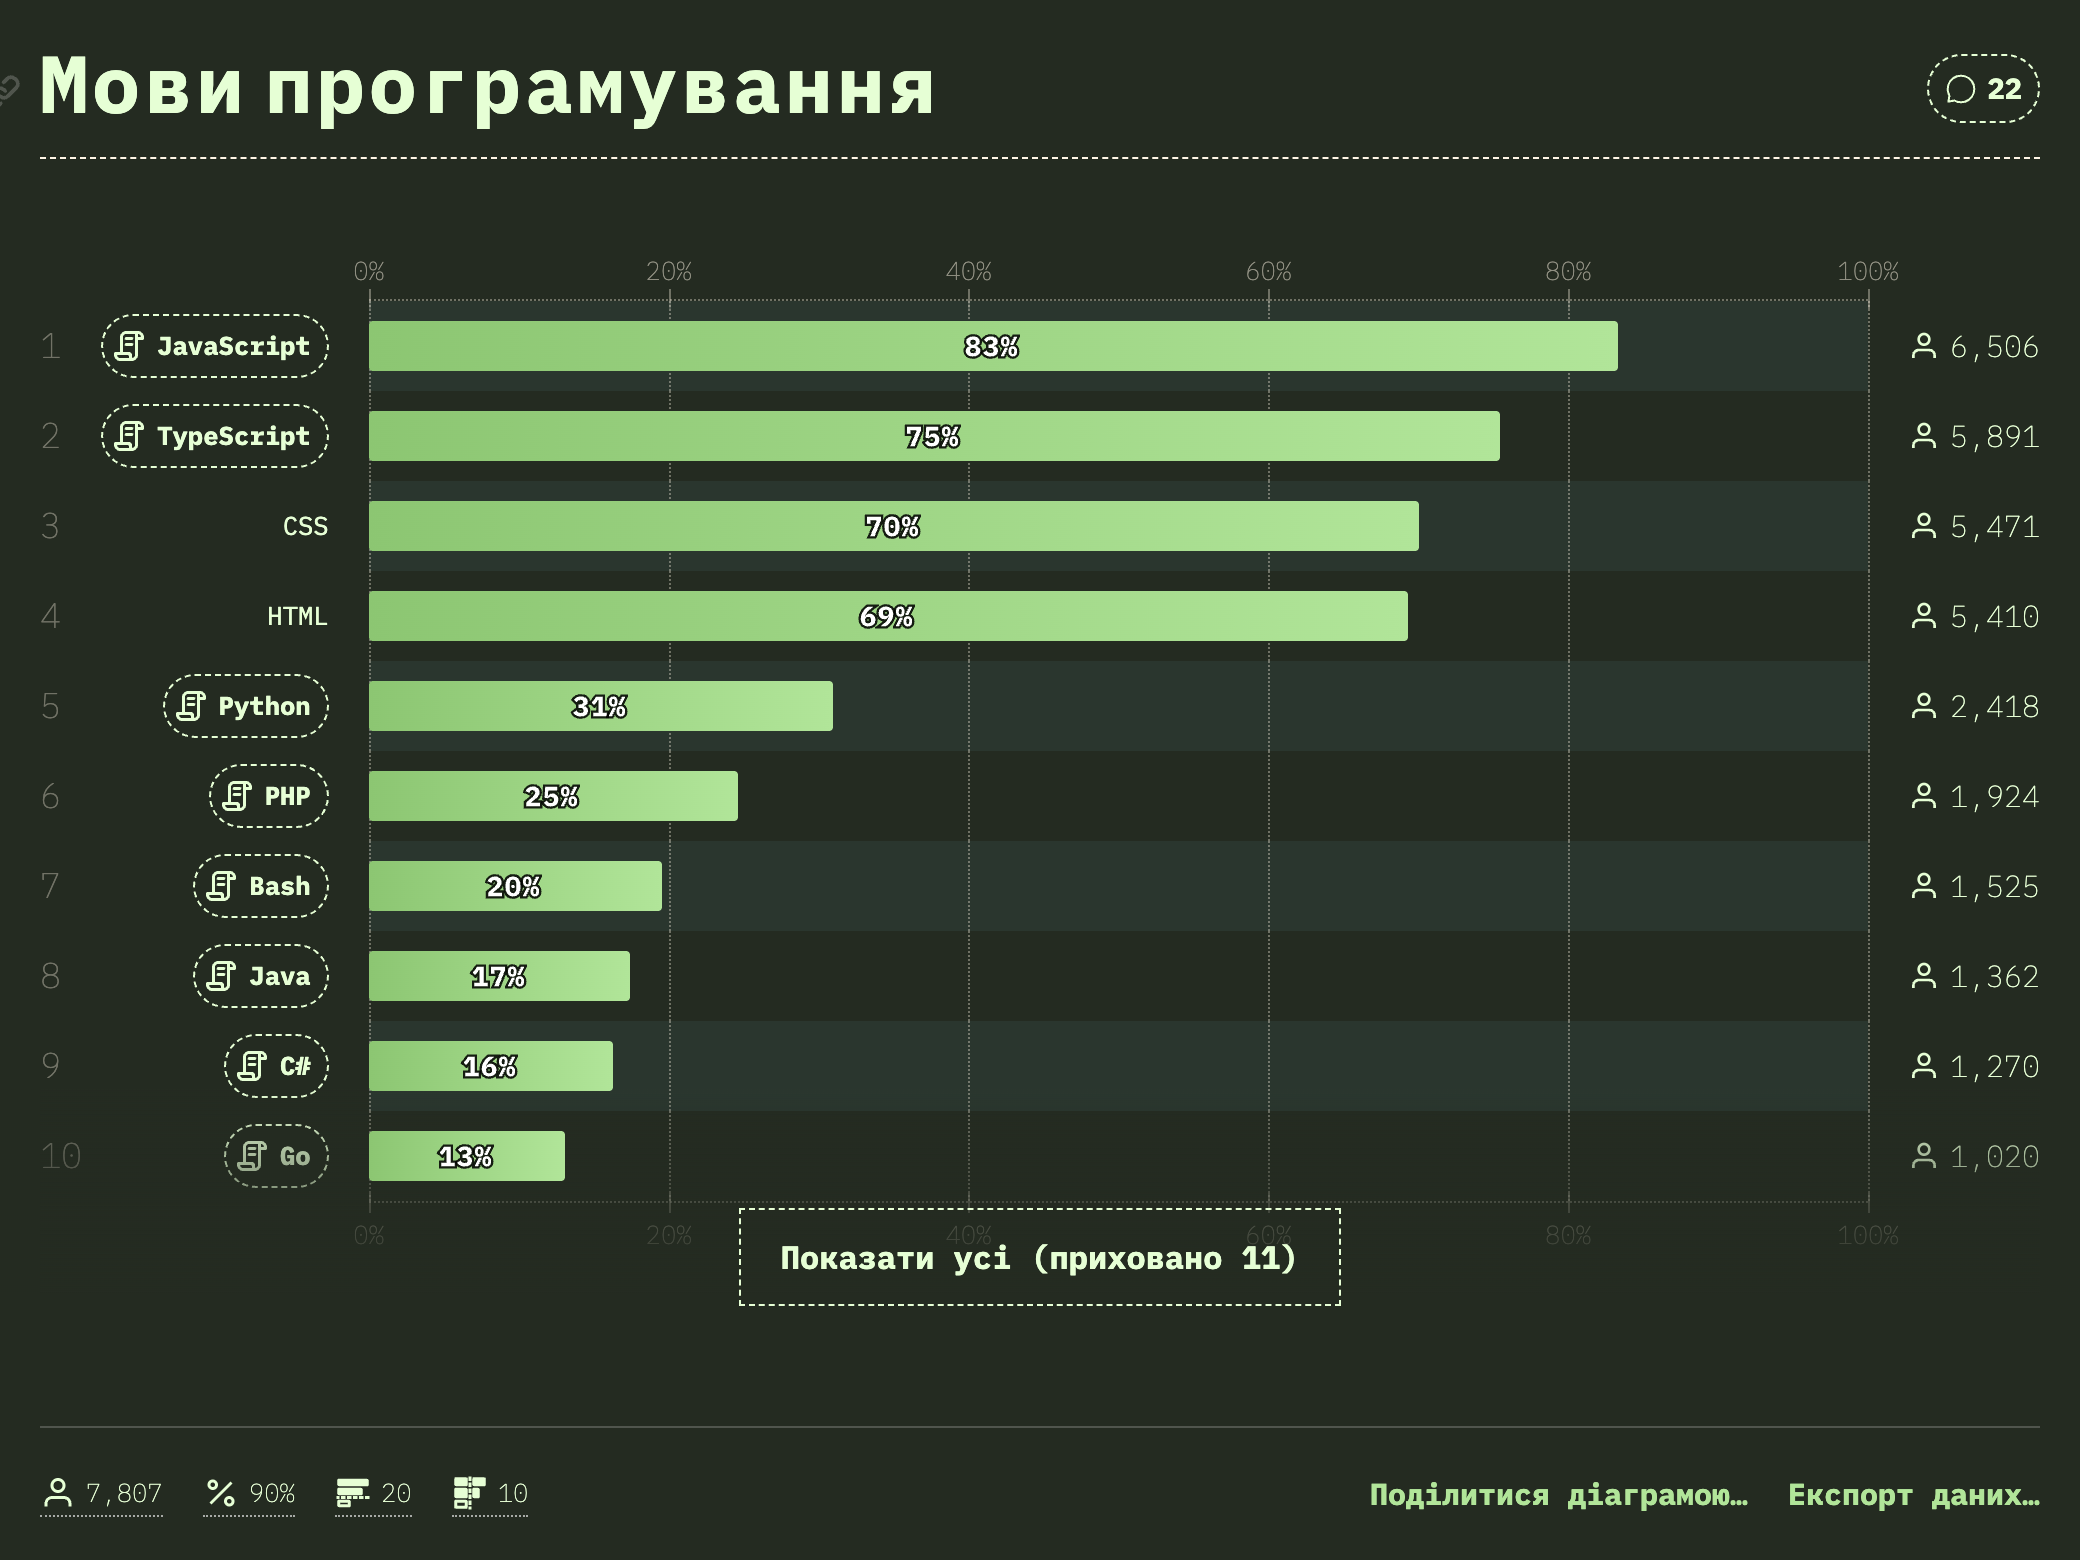 Мови програмування
22
0% 20% 40% 60% 80% 100%
1 JavaScript 83% 6,506
2 TypeScript 75% 5,891
3 CSS 70% 5,471
4 HTML 69% 5,410
5 Python 31% 2,418
6 PHP 25% 1,924
7 Bash 20% 1,525
8 Java 17% 1,362
9 C# 16% 1,270
10 Go 13% 1,020
0% 20% 40% 60% 80% 100%
Показати усі (приховано 11)
7,807 90% 20 10 Поділитися діаграмою… Експорт даних…